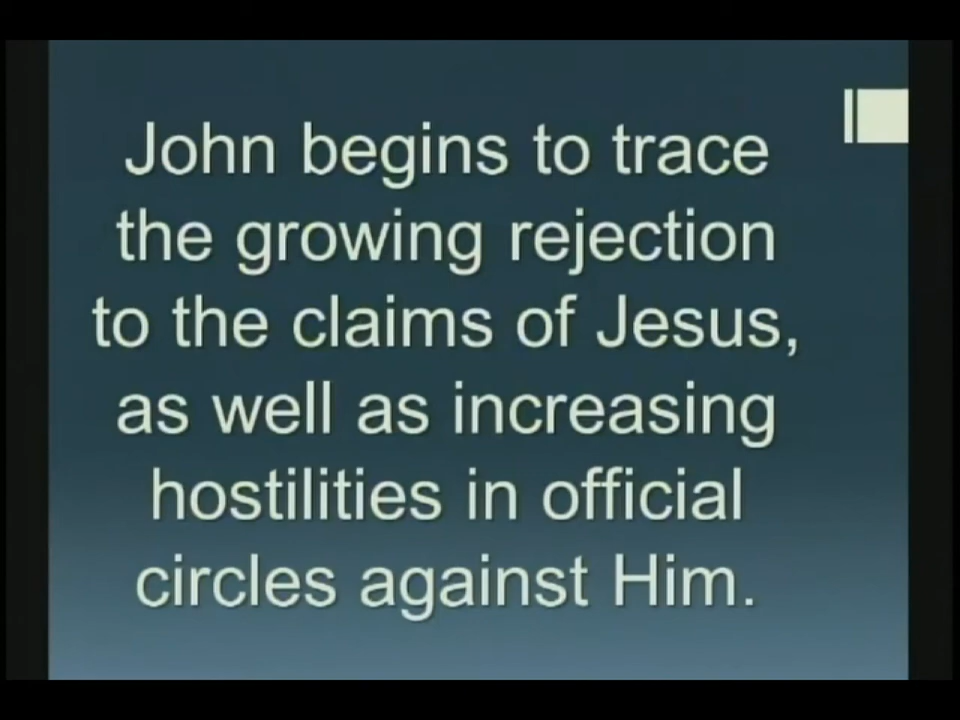 John begins to trace
the growing rejection
to the claims of Jesus,
as well as increasing
hostilities in official
circles against Him.